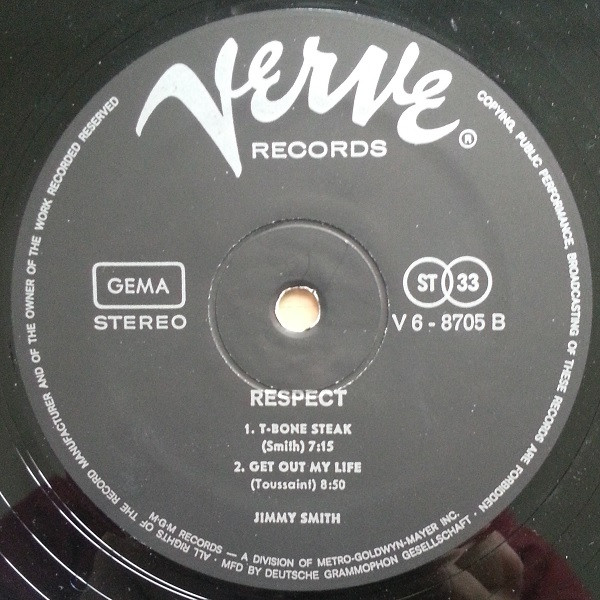 Verve
RECORDS ®
GEMA
STEREO
ST 33
V 6 - 8705 B
RESPECT
1. T-BONE STEAK
(Smith) 7:15
2. GET OUT MY LIFE
(Toussaint) 8:50
JIMMY SMITH
M·G·M RECORDS — A DIVISION OF METRO-GOLDWYN-MAYER INC.
ALL RIGHTS OF THE RECORD MANUFACTURER AND OF THE OWNER OF THE WORK RECORDED RESERVED
COPYING, PUBLIC PERFORMANCE, BROADCASTING OF THESE RECORDS ARE FORBIDDEN
· MFD BY DEUTSCHE GRAMMOPHON GESELLSCHAFT ·